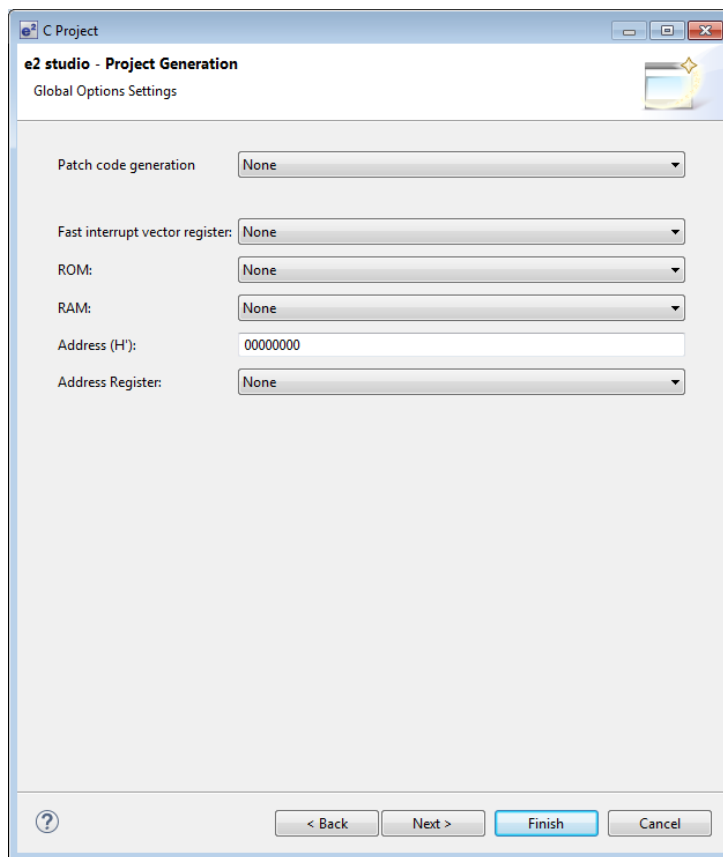 e² C Project
e2 studio - Project Generation
Global Options Settings
Patch code generation None
Fast interrupt vector register: None
ROM: None
RAM: None
Address (H'): 00000000
Address Register: None
? < Back Next > Finish Cancel